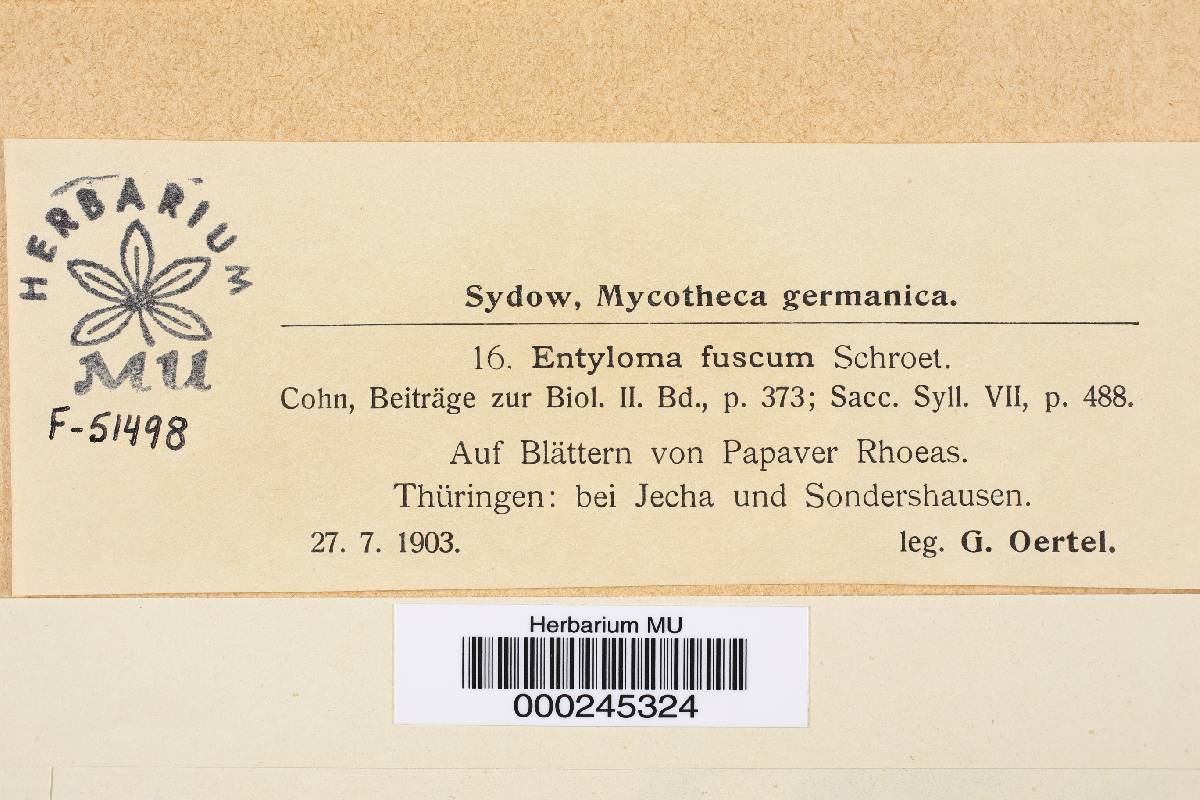 HERBARIUM
MU
F-51498
Sydow, Mycotheca germanica.
16. Entyloma fuscum Schroet.
Cohn, Beiträge zur Biol. II. Bd., p. 373; Sacc. Syll. VII, p. 488.
Auf Blättern von Papaver Rhoeas.
Thüringen: bei Jecha und Sondershausen.
27. 7. 1903. leg. G. Oertel.
Herbarium MU
000245324